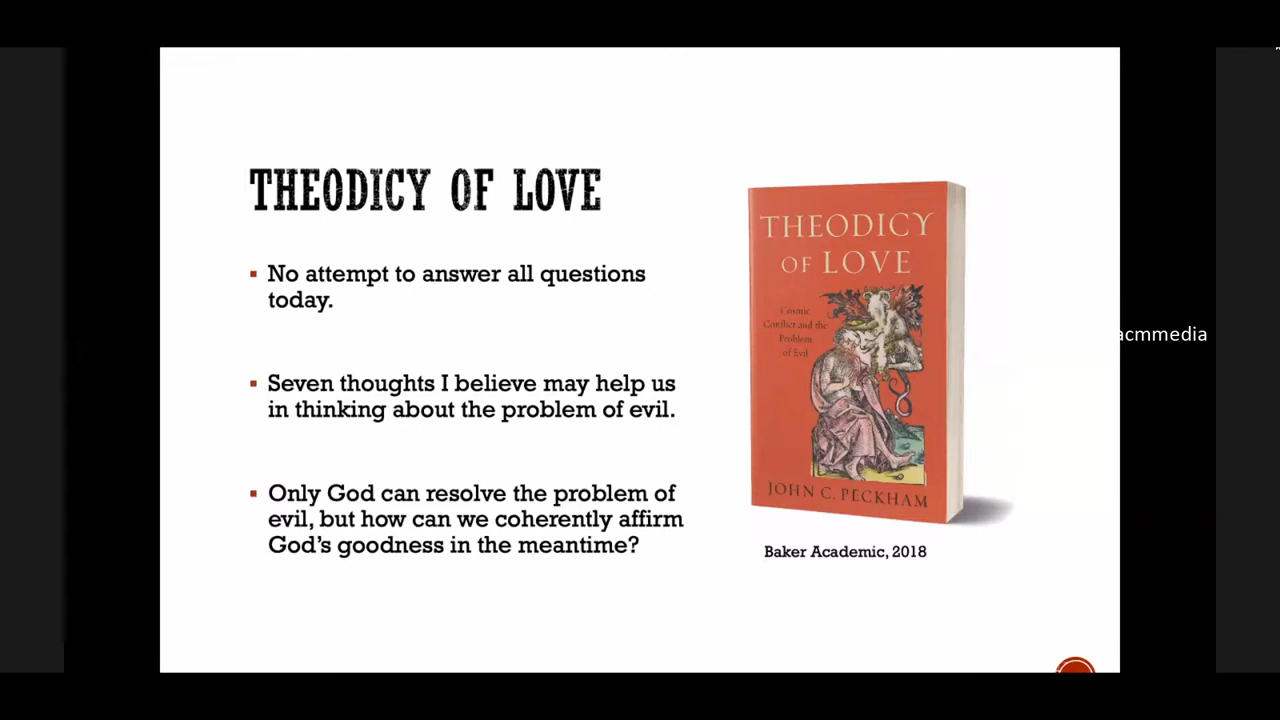 THEODICY OF LOVE
No attempt to answer all questions
today.
Seven thoughts I believe may help us
in thinking about the problem of evil.
Only God can resolve the problem of
evil, but how can we coherently affirm
God's goodness in the meantime?
THEODICY
OF LOVE
Cosmic
Conflict and the
Problem
of Evil
JOHN C. PECKHAM
Baker Academic, 2018
acmmedia